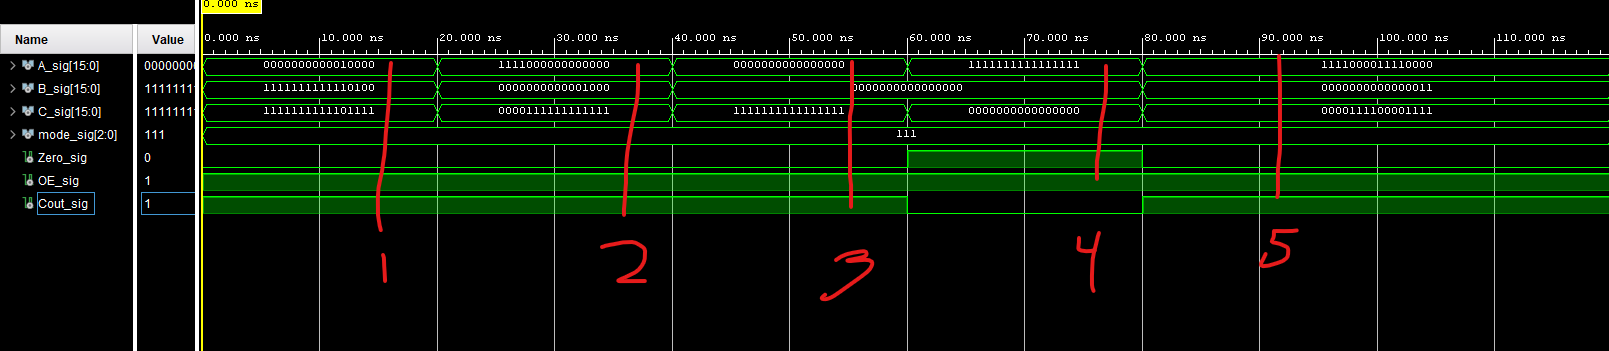 0.000 ns
Name Value
0.000 ns 10.000 ns 20.000 ns 30.000 ns 40.000 ns 50.000 ns 60.000 ns 70.000 ns 80.000 ns 90.000 ns 100.000 ns 110.000 ns
A_sig[15:0] 00000000 0000000000010000 1111000000000000 0000000000000000 1111111111111111 1111000011110000
B_sig[15:0] 11111111 1111111111110100 0000000000001000 0000000000000000 0000000000000011
C_sig[15:0] 11111111 1111111111101111 0000111111111111 1111111111111111 0000000000000000 0000111100001111
mode_sig[2:0] 111 111
Zero_sig 0
OE_sig 1
Cout_sig 1
1 2 3 4 5